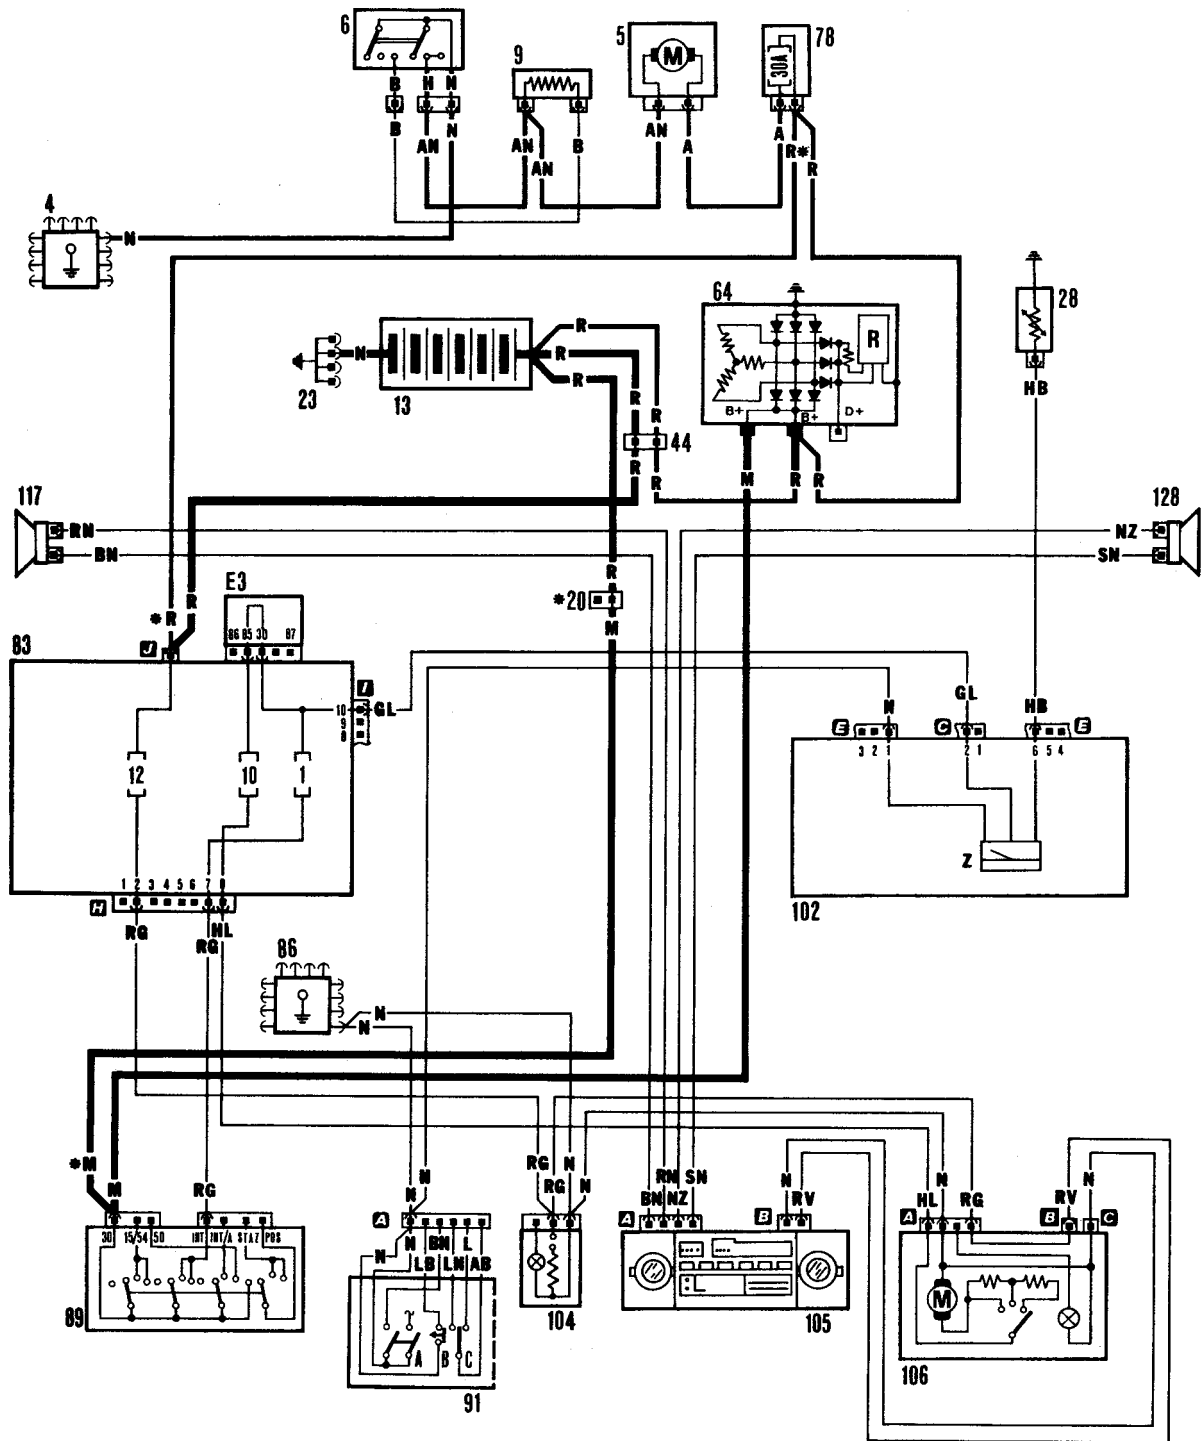 6
9
5
78
M
30A
B
N
B
N
AN
AN
AN
B
AN
A
A
R*
R
4
N
64
28
R
HB
B+
B+
D+
N
R
R
R
23
13
R
R
44
R
R
M
R
R
117
RN
BN
128
NZ
SN
R
*20
M
E3
86 85 30 87
*R
R
83
J
I
10
9
8
GL
12
10
1
1 2 3 4 5 6 7 8
H
RG
RG
HL
GL
N
HB
E
C
E
3 2 1
2 1
6 5 4
Z
102
86
N
N
*M
M
RG
30 15/54 50 INT INT/A STAZ POS
89
N
N
A
N
N
BN
L
LB
LN
AB
A
B
C
91
RG
RG
N
N
104
BN
RN
NZ
SN
N
RV
A
B
105
HL
N
RG
RV
N
A
B
C
M
106